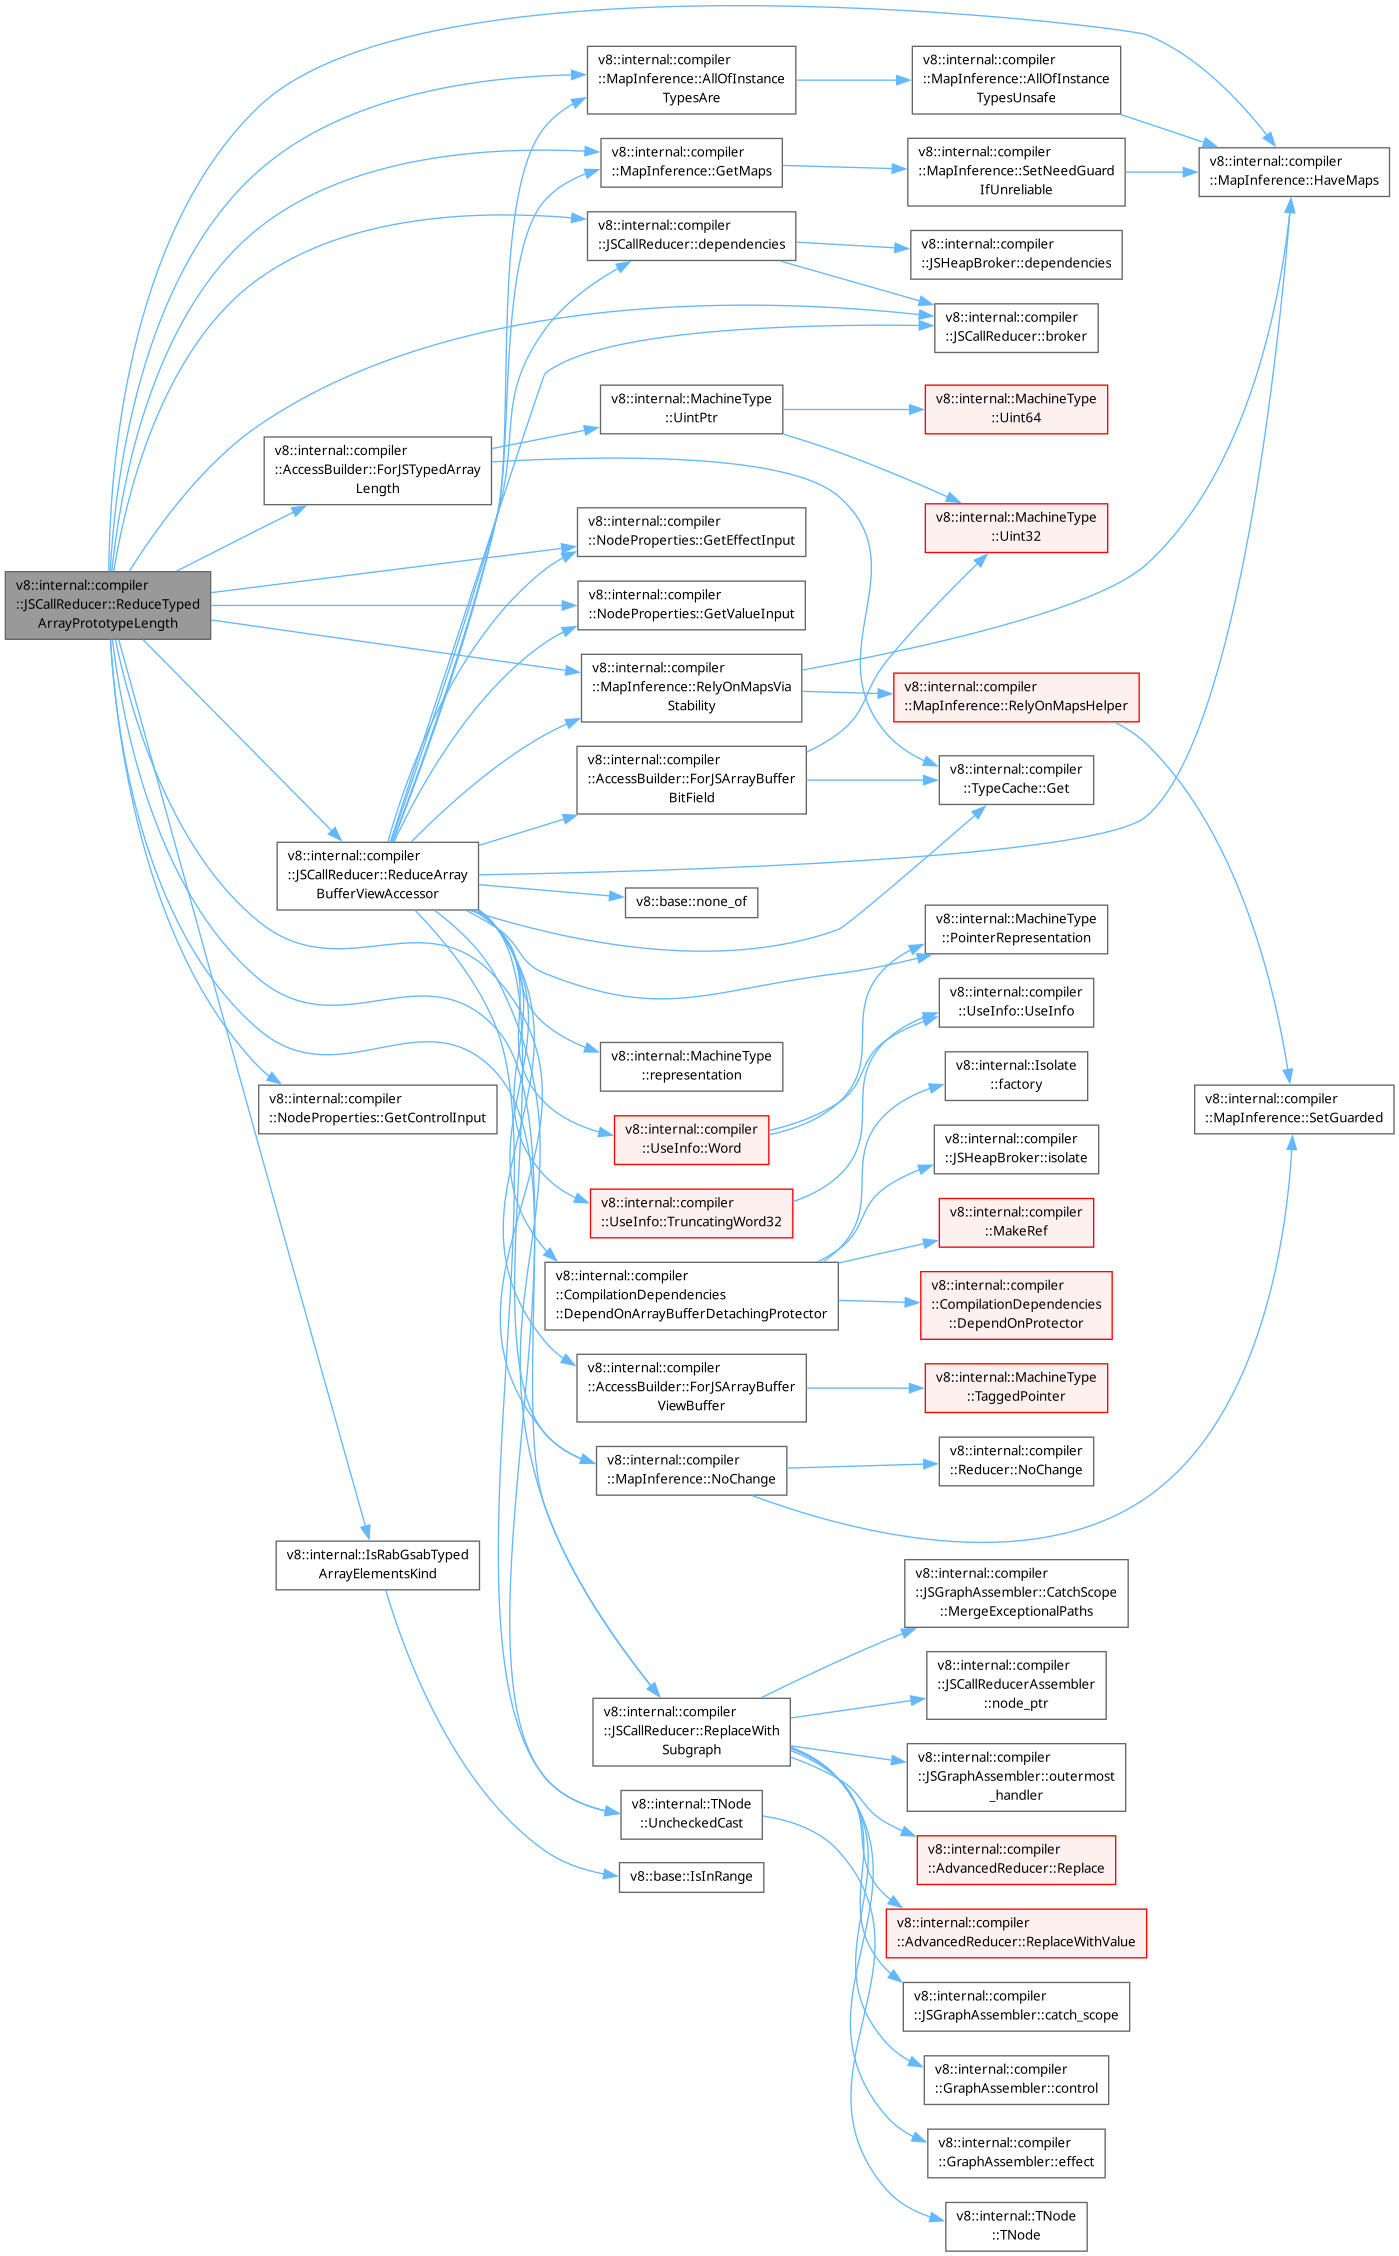 v8::internal::compiler
::JSCallReducer::ReduceTyped
ArrayPrototypeLength
v8::internal::compiler
::AccessBuilder::ForJSTypedArray
Length
v8::internal::compiler
::JSCallReducer::ReduceArray
BufferViewAccessor
v8::internal::compiler
::NodeProperties::GetControlInput
v8::internal::IsRabGsabTyped
ArrayElementsKind
v8::internal::compiler
::MapInference::AllOfInstance
TypesAre
v8::internal::compiler
::MapInference::GetMaps
v8::internal::compiler
::JSCallReducer::dependencies
v8::internal::MachineType
::UintPtr
v8::internal::compiler
::NodeProperties::GetEffectInput
v8::internal::compiler
::NodeProperties::GetValueInput
v8::internal::compiler
::MapInference::RelyOnMapsVia
Stability
v8::internal::compiler
::AccessBuilder::ForJSArrayBuffer
BitField
v8::base::none_of
v8::internal::MachineType
::representation
v8::internal::compiler
::UseInfo::Word
v8::internal::compiler
::UseInfo::TruncatingWord32
v8::internal::compiler
::CompilationDependencies
::DependOnArrayBufferDetachingProtector
v8::internal::compiler
::AccessBuilder::ForJSArrayBuffer
ViewBuffer
v8::internal::compiler
::MapInference::NoChange
v8::internal::compiler
::JSCallReducer::ReplaceWith
Subgraph
v8::internal::TNode
::UncheckedCast
v8::base::IsInRange
v8::internal::compiler
::MapInference::AllOfInstance
TypesUnsafe
v8::internal::compiler
::MapInference::SetNeedGuard
IfUnreliable
v8::internal::compiler
::JSHeapBroker::dependencies
v8::internal::compiler
::JSCallReducer::broker
v8::internal::MachineType
::Uint64
v8::internal::MachineType
::Uint32
v8::internal::compiler
::MapInference::RelyOnMapsHelper
v8::internal::compiler
::TypeCache::Get
v8::internal::MachineType
::PointerRepresentation
v8::internal::compiler
::UseInfo::UseInfo
v8::internal::Isolate
::factory
v8::internal::compiler
::JSHeapBroker::isolate
v8::internal::compiler
::MakeRef
v8::internal::compiler
::CompilationDependencies
::DependOnProtector
v8::internal::MachineType
::TaggedPointer
v8::internal::compiler
::Reducer::NoChange
v8::internal::compiler
::JSGraphAssembler::CatchScope
::MergeExceptionalPaths
v8::internal::compiler
::JSCallReducerAssembler
::node_ptr
v8::internal::compiler
::JSGraphAssembler::outermost
_handler
v8::internal::compiler
::AdvancedReducer::Replace
v8::internal::compiler
::AdvancedReducer::ReplaceWithValue
v8::internal::compiler
::JSGraphAssembler::catch_scope
v8::internal::compiler
::GraphAssembler::control
v8::internal::compiler
::GraphAssembler::effect
v8::internal::TNode
::TNode
v8::internal::compiler
::MapInference::HaveMaps
v8::internal::compiler
::MapInference::SetGuarded